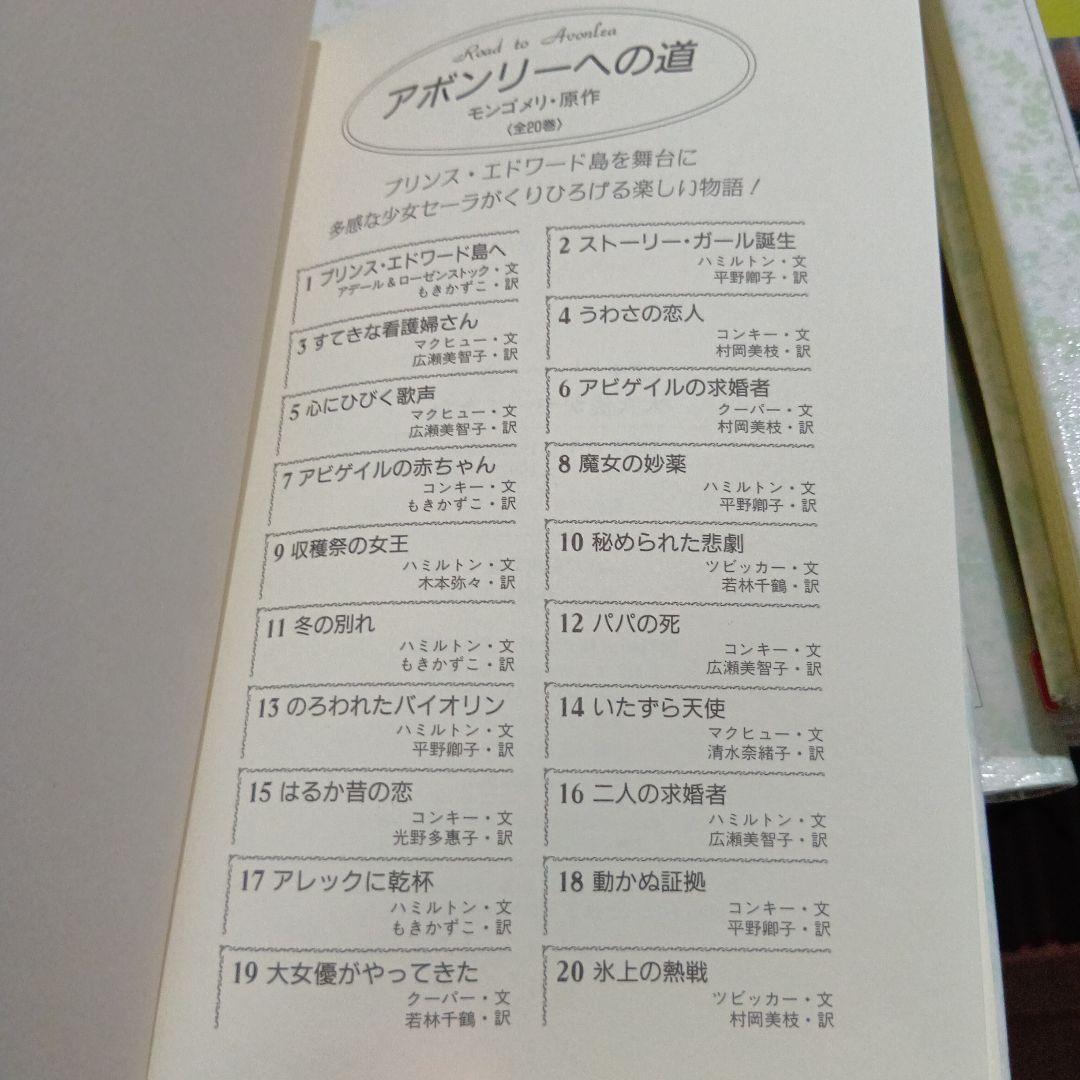 Road to Avonlea
アボンリーへの道
モンゴメリ・原作
〈全20巻〉
プリンス・エドワード島を舞台に
多感な少女セーラがくりひろげる楽しい物語!
1 プリンス・エドワード島へ
アデール&ローゼンストック・文
もきかずこ・訳
2 ストーリー・ガール誕生
ハミルトン・文
平野卿子・訳
3 すてきな看護婦さん
マクヒュー・文
広瀬美智子・訳
4 うわさの恋人
コンキー・文
村岡美枝・訳
5 心にひびく歌声
マクヒュー・文
広瀬美智子・訳
6 アビゲイルの求婚者
クーパー・文
村岡美枝・訳
7 アビゲイルの赤ちゃん
コンキー・文
もきかずこ・訳
8 魔女の妙薬
ハミルトン・文
平野卿子・訳
9 収穫祭の女王
ハミルトン・文
木本弥々・訳
10 秘められた悲劇
ツビッカー・文
若林千鶴・訳
11 冬の別れ
ハミルトン・文
もきかずこ・訳
12 パパの死
コンキー・文
広瀬美智子・訳
13 のろわれたバイオリン
ハミルトン・文
平野卿子・訳
14 いたずら天使
マクヒュー・文
清水奈緒子・訳
15 はるか昔の恋
コンキー・文
光野多惠子・訳
16 二人の求婚者
ハミルトン・文
広瀬美智子・訳
17 アレックに乾杯
ハミルトン・文
もきかずこ・訳
18 動かぬ証拠
コンキー・文
平野卿子・訳
19 大女優がやってきた
クーパー・文
若林千鶴・訳
20 氷上の熱戦
ツビッカー・文
村岡美枝・訳